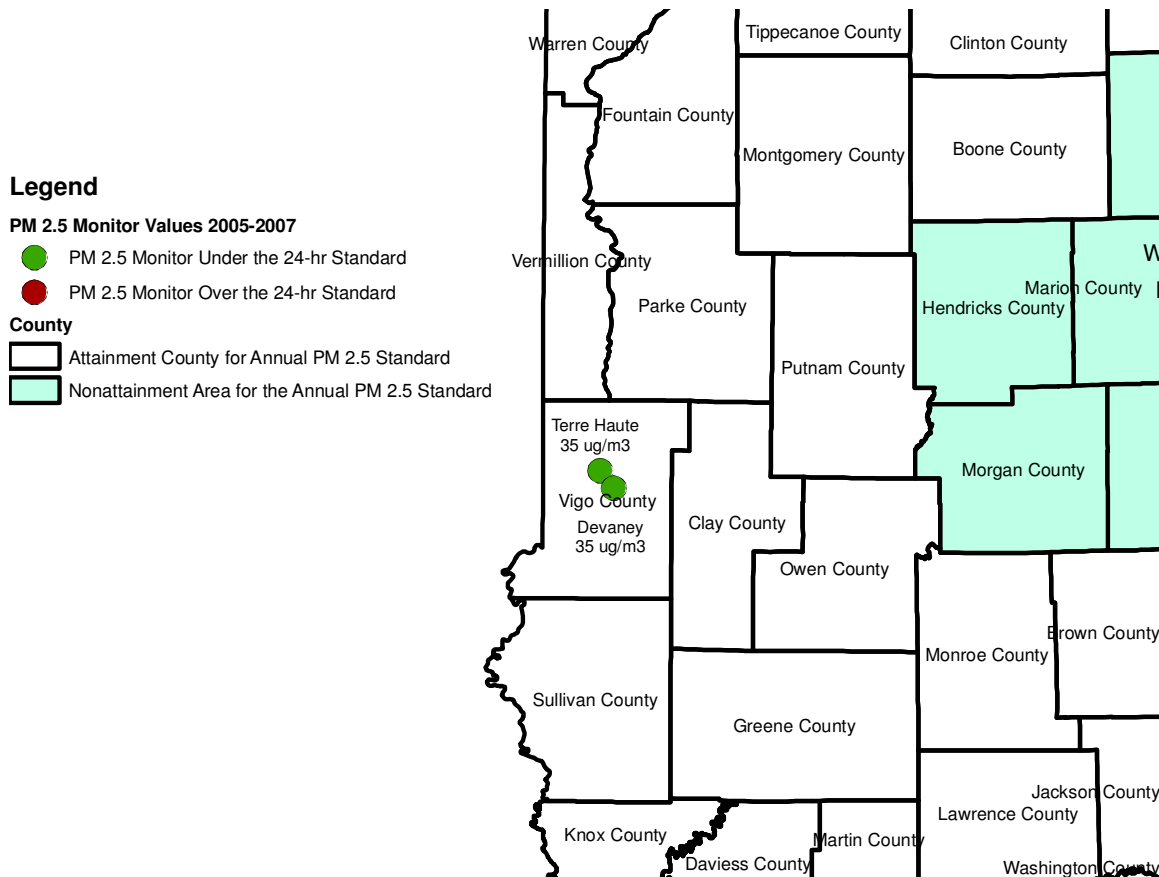 Warren County
Tippecanoe County
Clinton County
Fountain County
Montgomery County
Boone County
Legend
PM 2.5 Monitor Values 2005-2007
PM 2.5 Monitor Under the 24-hr Standard
PM 2.5 Monitor Over the 24-hr Standard
County
Attainment County for Annual PM 2.5 Standard
Nonattainment Area for the Annual PM 2.5 Standard
Vermillion County
Parke County
Hendricks County
Marion County
W
Putnam County
Terre Haute
35 ug/m3
Vigo County
Devaney
35 ug/m3
Clay County
Morgan County
Owen County
Monroe County
Brown County
Sullivan County
Greene County
Jackson County
Lawrence County
Knox County
Daviess County
Martin County
Washington County